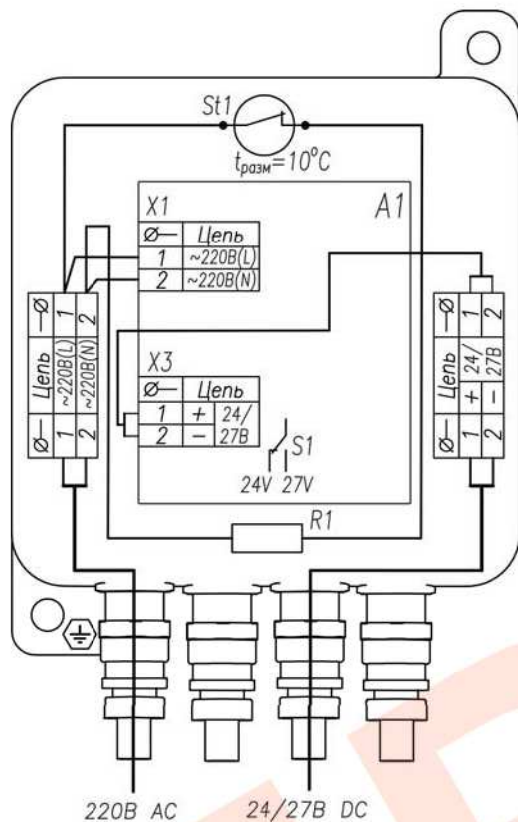 St1
tразм=10°C
A1
X1
Цепь
1 ~220В(L)
2 ~220В(N)
X3
Цепь
1 + 24/
2 − 27В
S1
24V 27V
R1
Цепь
1 ~220В(L) 1
2 ~220В(N) 2
Цепь
1 + 24/ 1
2 − 27В 2
220В AC
24/27В DC